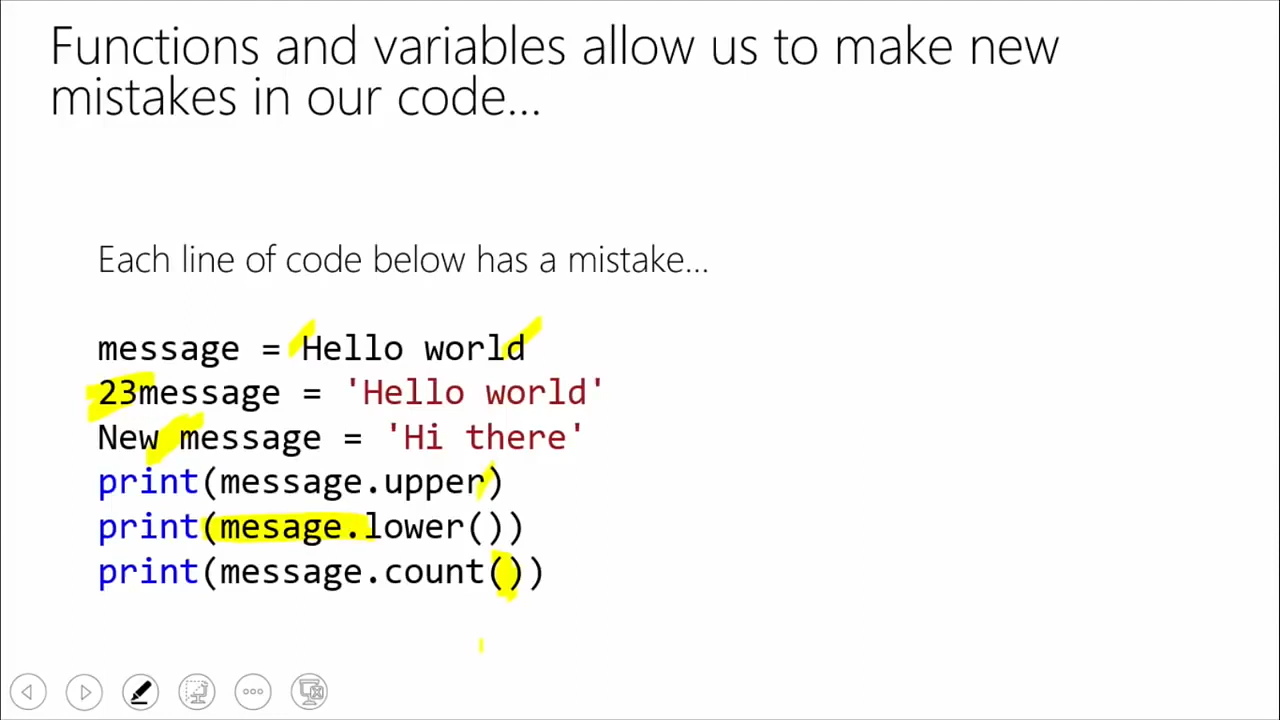 Functions and variables allow us to make new
mistakes in our code...
Each line of code below has a mistake...
message = Hello world
23message = 'Hello world'
New message = 'Hi there'
print(message.upper)
print(mesage.lower())
print(message.count())